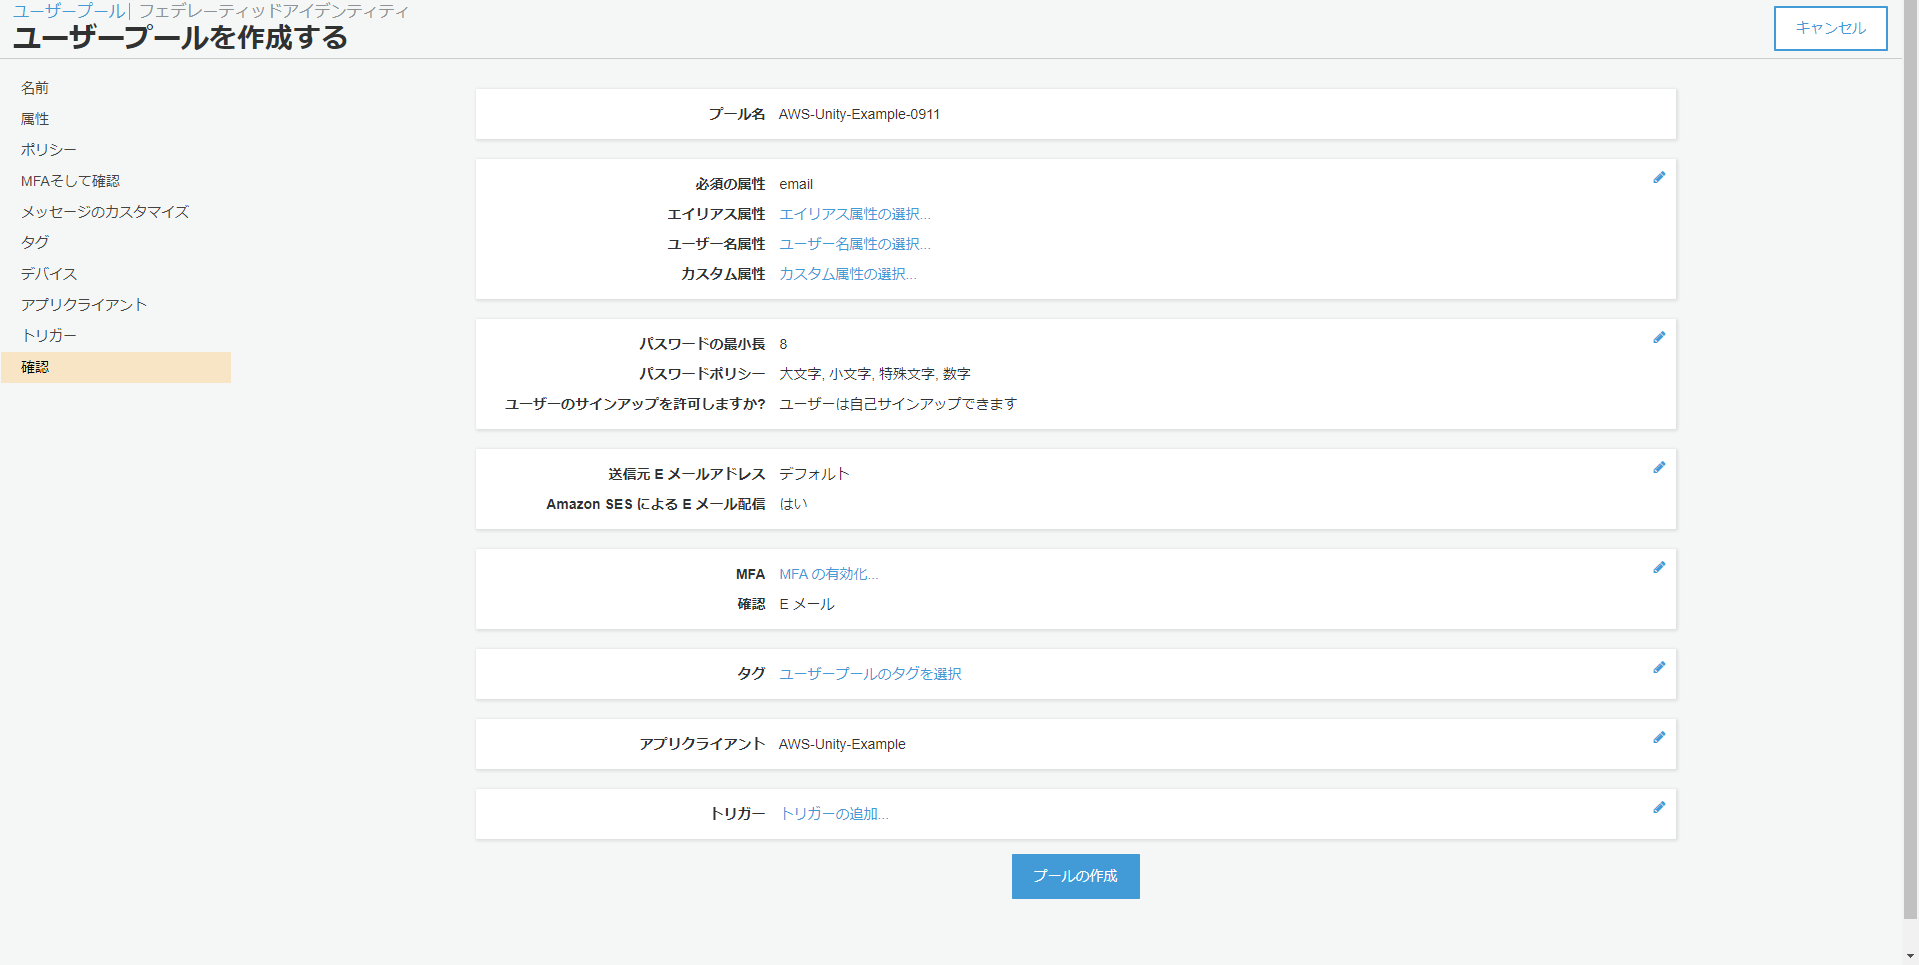 ユーザープール| フェデレーティッドアイデンティティ
ユーザープールを作成する
キャンセル
名前
属性
ポリシー
MFAそして確認
メッセージのカスタマイズ
タグ
デバイス
アプリクライアント
トリガー
確認
プール名 AWS-Unity-Example-0911
必須の属性 email
エイリアス属性 エイリアス属性の選択...
ユーザー名属性 ユーザー名属性の選択...
カスタム属性 カスタム属性の選択...
パスワードの最小長 8
パスワードポリシー 大文字, 小文字, 特殊文字, 数字
ユーザーのサインアップを許可しますか? ユーザーは自己サインアップできます
送信元 E メールアドレス デフォルト
Amazon SES による E メール配信 はい
MFA MFA の有効化...
確認 E メール
タグ ユーザープールのタグを選択
アプリクライアント AWS-Unity-Example
トリガー トリガーの追加...
プールの作成